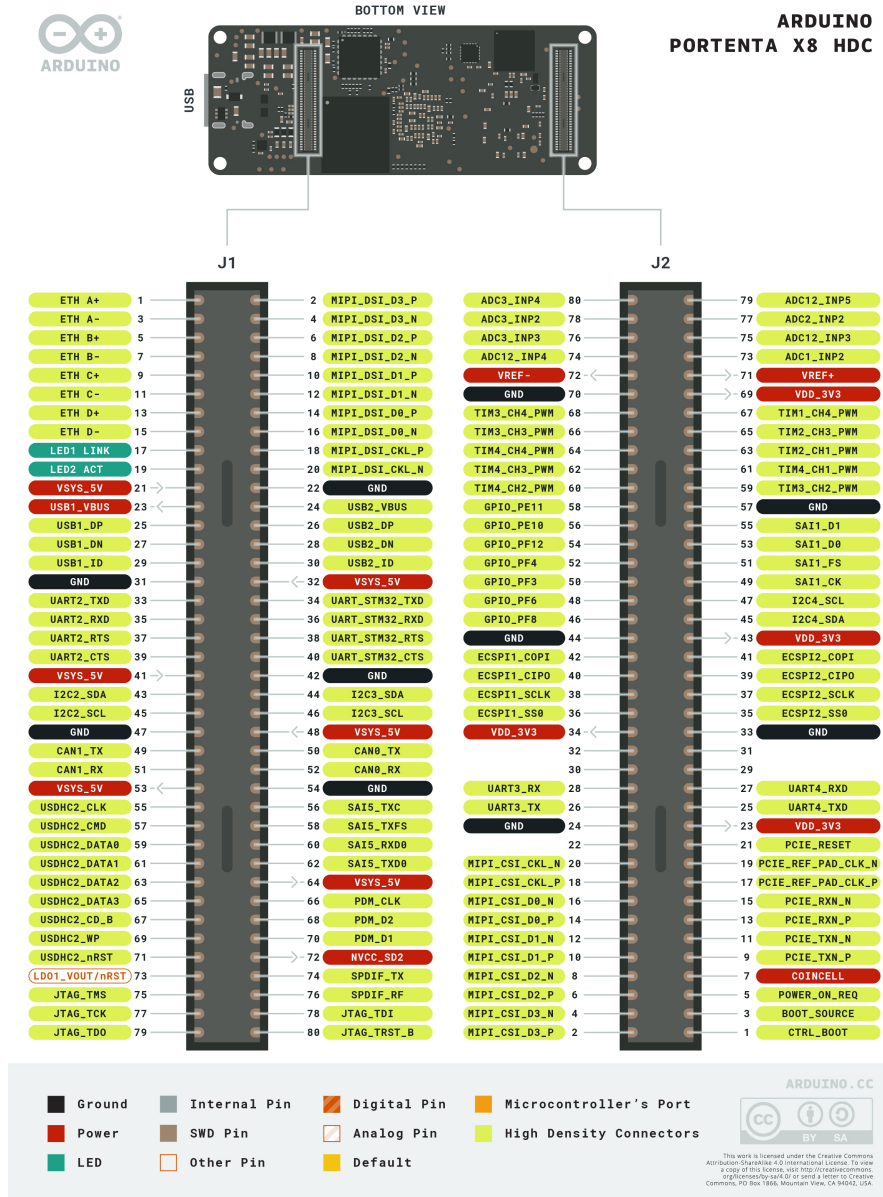 BOTTOM VIEW
ARDUINO
PORTENTA X8 HDC
ARDUINO
USB
J1
J2
ETH A+ 1 2 MIPI_DSI_D3_P
ETH A- 3 4 MIPI_DSI_D3_N
ETH B+ 5 6 MIPI_DSI_D2_P
ETH B- 7 8 MIPI_DSI_D2_N
ETH C+ 9 10 MIPI_DSI_D1_P
ETH C- 11 12 MIPI_DSI_D1_N
ETH D+ 13 14 MIPI_DSI_D0_P
ETH D- 15 16 MIPI_DSI_D0_N
LED1 LINK 17 18 MIPI_DSI_CKL_P
LED2 ACT 19 20 MIPI_DSI_CKL_N
VSYS_5V 21 22 GND
USB1_VBUS 23 24 USB2_VBUS
USB1_DP 25 26 USB2_DP
USB1_DN 27 28 USB2_DN
USB1_ID 29 30 USB2_ID
GND 31 32 VSYS_5V
UART2_TXD 33 34 UART_STM32_TXD
UART2_RXD 35 36 UART_STM32_RXD
UART2_RTS 37 38 UART_STM32_RTS
UART2_CTS 39 40 UART_STM32_CTS
VSYS_5V 41 42 GND
I2C2_SDA 43 44 I2C3_SDA
I2C2_SCL 45 46 I2C3_SCL
GND 47 48 VSYS_5V
CAN1_TX 49 50 CAN0_TX
CAN1_RX 51 52 CAN0_RX
VSYS_5V 53 54 GND
USDHC2_CLK 55 56 SAI5_TXC
USDHC2_CMD 57 58 SAI5_TXFS
USDHC2_DATA0 59 60 SAI5_RXD0
USDHC2_DATA1 61 62 SAI5_TXD0
USDHC2_DATA2 63 64 VSYS_5V
USDHC2_DATA3 65 66 PDM_CLK
USDHC2_CD_B 67 68 PDM_D2
USDHC2_WP 69 70 PDM_D1
USDHC2_nRST 71 72 NVCC_SD2
LDO1_VOUT/nRST 73 74 SPDIF_TX
JTAG_TMS 75 76 SPDIF_RF
JTAG_TCK 77 78 JTAG_TDI
JTAG_TDO 79 80 JTAG_TRST_B
ADC3_INP4 80 79 ADC12_INP5
ADC3_INP2 78 77 ADC2_INP2
ADC3_INP3 76 75 ADC12_INP3
ADC12_INP4 74 73 ADC1_INP2
VREF- 72 71 VREF+
GND 70 69 VDD_3V3
TIM3_CH4_PWM 68 67 TIM1_CH4_PWM
TIM3_CH3_PWM 66 65 TIM2_CH3_PWM
TIM4_CH4_PWM 64 63 TIM2_CH1_PWM
TIM4_CH3_PWM 62 61 TIM4_CH1_PWM
TIM4_CH2_PWM 60 59 TIM3_CH2_PWM
GPIO_PE11 58 57 GND
GPIO_PE10 56 55 SAI1_D1
GPIO_PF12 54 53 SAI1_D0
GPIO_PF4 52 51 SAI1_FS
GPIO_PF3 50 49 SAI1_CK
GPIO_PF6 48 47 I2C4_SCL
GPIO_PF8 46 45 I2C4_SDA
GND 44 43 VDD_3V3
ECSPI1_COPI 42 41 ECSPI2_COPI
ECSPI1_CIPO 40 39 ECSPI2_CIPO
ECSPI1_SCLK 38 37 ECSPI2_SCLK
ECSPI1_SS0 36 35 ECSPI2_SS0
VDD_3V3 34 33 GND
32 31
30 29
UART3_RX 28 27 UART4_RXD
UART3_TX 26 25 UART4_TXD
GND 24 23 VDD_3V3
22 21 PCIE_RESET
MIPI_CSI_CKL_N 20 19 PCIE_REF_PAD_CLK_N
MIPI_CSI_CKL_P 18 17 PCIE_REF_PAD_CLK_P
MIPI_CSI_D0_N 16 15 PCIE_RXN_N
MIPI_CSI_D0_P 14 13 PCIE_RXN_P
MIPI_CSI_D1_N 12 11 PCIE_TXN_N
MIPI_CSI_D1_P 10 9 PCIE_TXN_P
MIPI_CSI_D2_N 8 7 COINCELL
MIPI_CSI_D2_P 6 5 POWER_ON_REQ
MIPI_CSI_D3_N 4 3 BOOT_SOURCE
MIPI_CSI_D3_P 2 1 CTRL_BOOT
Ground
Power
LED
Internal Pin
SWD Pin
Other Pin
Digital Pin
Analog Pin
Default
Microcontroller's Port
High Density Connectors
ARDUINO.CC
CC BY SA
This work is licensed under the Creative Commons
Attribution-ShareAlike 4.0 International License. To view
a copy of this license, visit http://creativecommons.
org/licenses/by-sa/4.0/ or send a letter to Creative
Commons, PO Box 1866, Mountain View, CA 94042, USA.